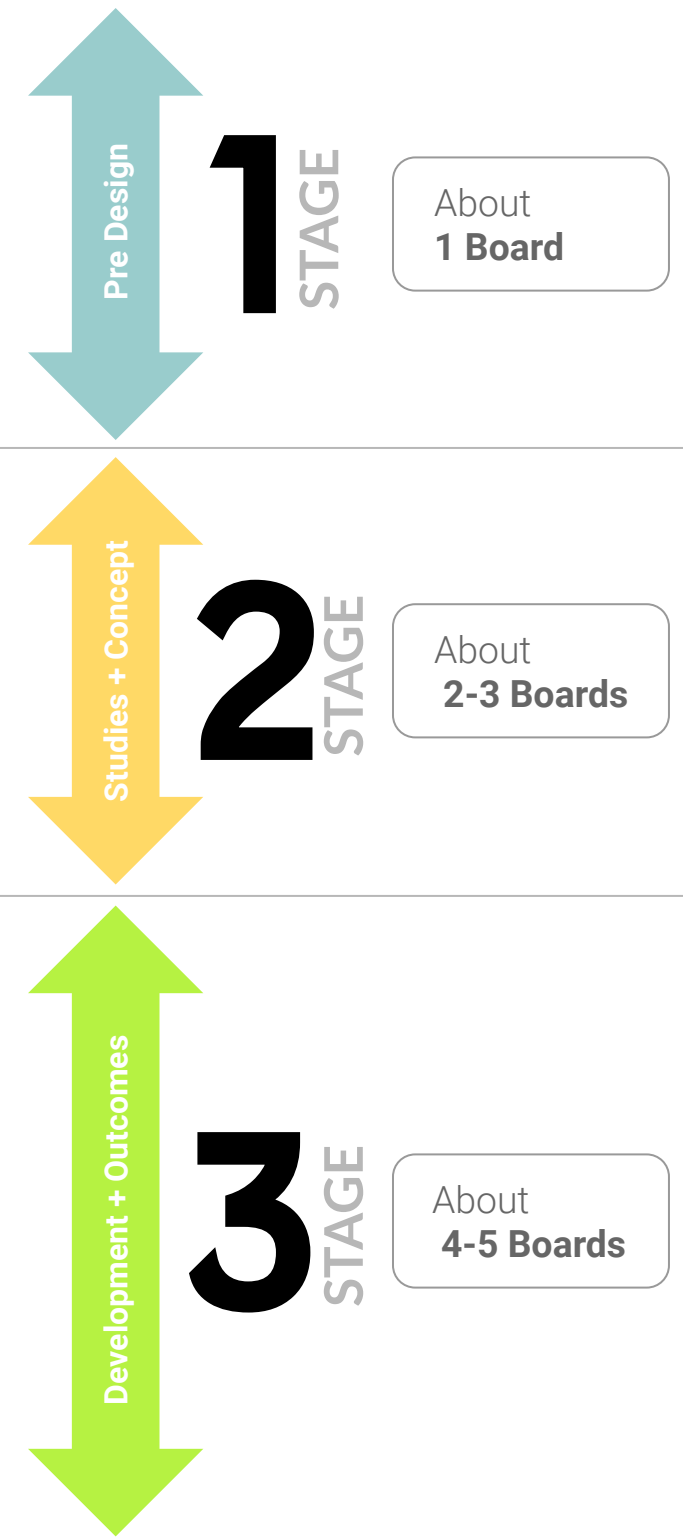 Pre Design
1
STAGE
About
1 Board
Studies + Concept
2
STAGE
About
2-3 Boards
Development + Outcomes
3
STAGE
About
4-5 Boards